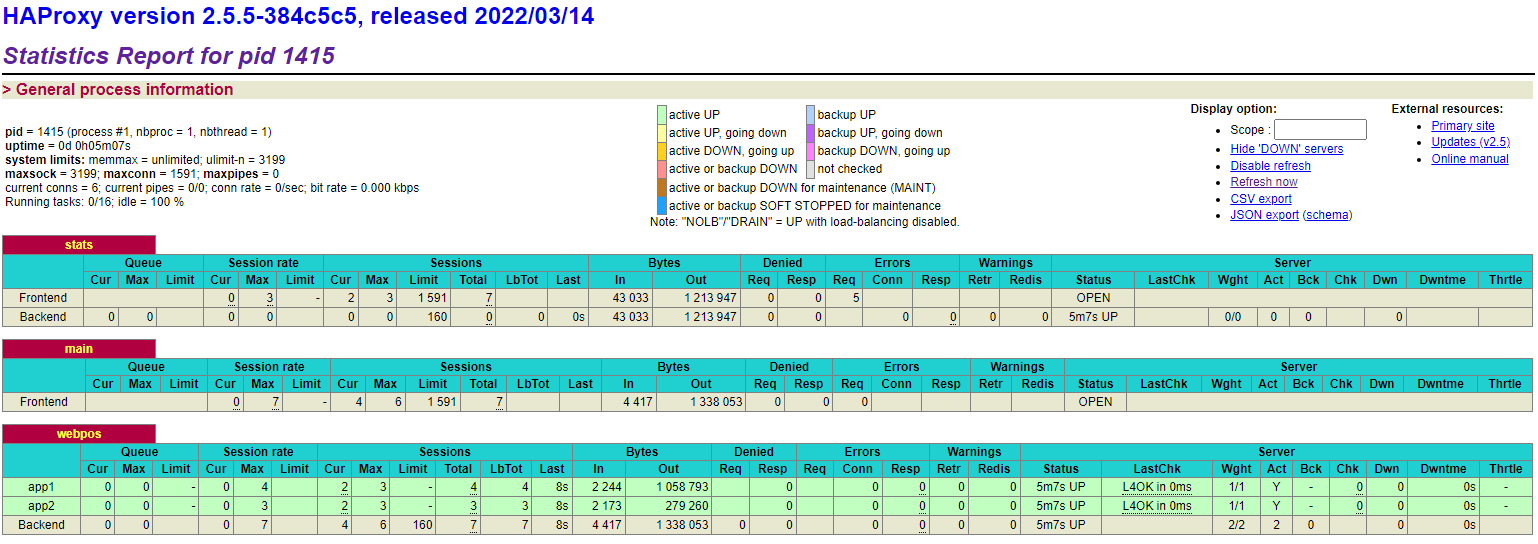 HAProxy version 2.5.5-384c5c5, released 2022/03/14
Statistics Report for pid 1415
> General process information
pid = 1415 (process #1, nbproc = 1, nbthread = 1)
uptime = 0d 0h05m07s
system limits: memmax = unlimited; ulimit-n = 3199
maxsock = 3199; maxconn = 1591; maxpipes = 0
current conns = 6; current pipes = 0/0; conn rate = 0/sec; bit rate = 0.000 kbps
Running tasks: 0/16; idle = 100 %
active UP backup UP
active UP, going down backup UP, going down
active DOWN, going up backup DOWN, going up
active or backup DOWN not checked
active or backup DOWN for maintenance (MAINT)
active or backup SOFT STOPPED for maintenance
Note: "NOLB"/"DRAIN" = UP with load-balancing disabled.
Display option:
Scope :
Hide 'DOWN' servers
Disable refresh
Refresh now
CSV export
JSON export (schema)
External resources:
Primary site
Updates (v2.5)
Online manual
stats
Queue Session rate Sessions Bytes Denied Errors Warnings Server
Cur Max Limit Cur Max Limit Cur Max Limit Total LbTot Last In Out Req Resp Req Conn Resp Retr Redis Status LastChk Wght Act Bck Chk Dwn Dwntme Thrtle
Frontend 0 3 - 2 3 1 591 7 43 033 1 213 947 0 0 5 OPEN
Backend 0 0 0 0 0 0 160 0 0 0s 43 033 1 213 947 0 0 0 0 0 0 5m7s UP 0/0 0 0 0
main
Queue Session rate Sessions Bytes Denied Errors Warnings Server
Cur Max Limit Cur Max Limit Cur Max Limit Total LbTot Last In Out Req Resp Req Conn Resp Retr Redis Status LastChk Wght Act Bck Chk Dwn Dwntme Thrtle
Frontend 0 7 - 4 6 1 591 7 4 417 1 338 053 0 0 0 OPEN
webpos
Queue Session rate Sessions Bytes Denied Errors Warnings Server
Cur Max Limit Cur Max Limit Cur Max Limit Total LbTot Last In Out Req Resp Req Conn Resp Retr Redis Status LastChk Wght Act Bck Chk Dwn Dwntme Thrtle
app1 0 0 - 0 4 2 3 - 4 4 8s 2 244 1 058 793 0 0 0 0 0 5m7s UP L4OK in 0ms 1/1 Y - 0 0 0s -
app2 0 0 - 0 3 2 3 - 3 3 8s 2 173 279 260 0 0 0 0 0 5m7s UP L4OK in 0ms 1/1 Y - 0 0 0s -
Backend 0 0 0 7 4 6 160 7 7 8s 4 417 1 338 053 0 0 0 0 0 0 5m7s UP 2/2 2 0 0 0s